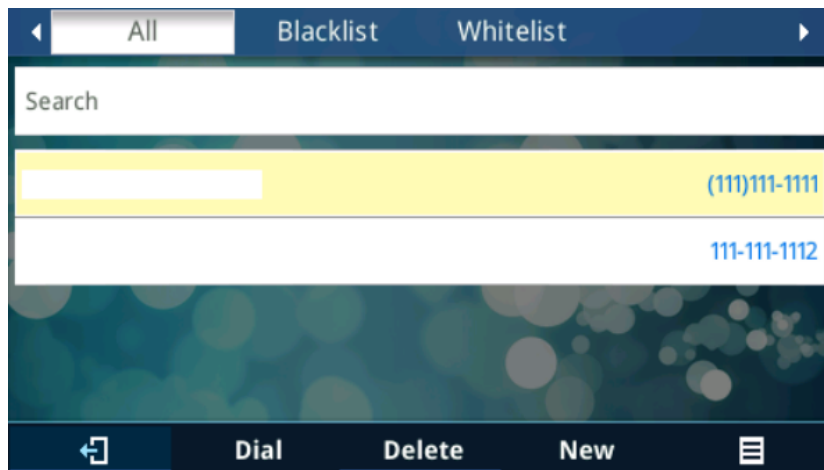 All Blacklist Whitelist
Search
(111)111-1111
111-111-1112
Dial Delete New